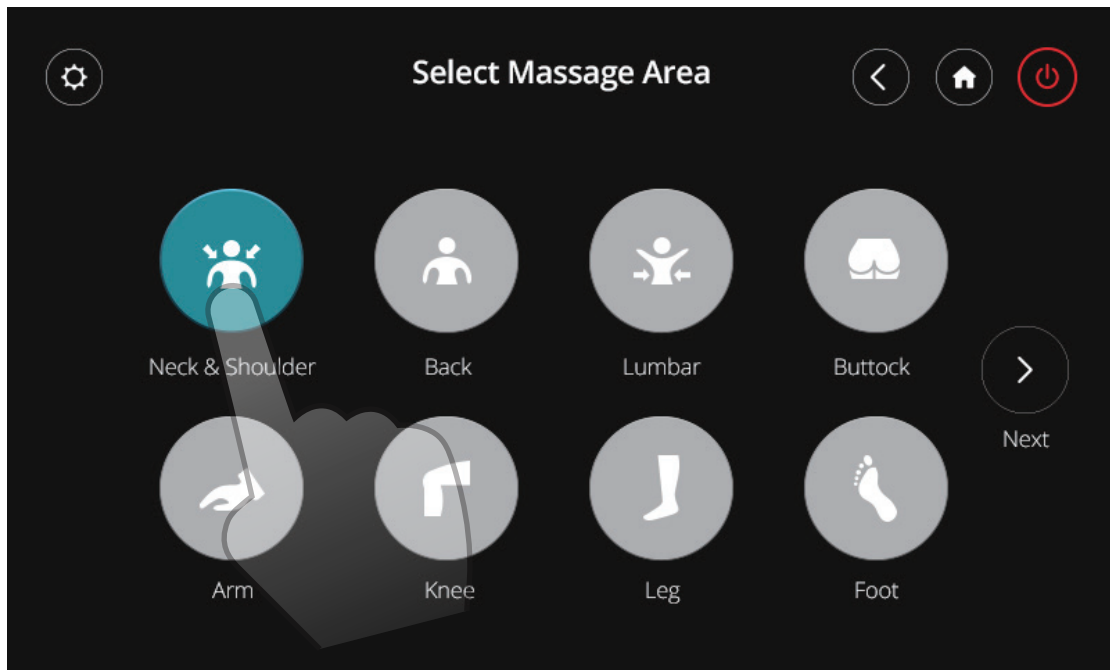 Select Massage Area
Neck & Shoulder
Back
Lumbar
Buttock
Next
Arm
Knee
Leg
Foot